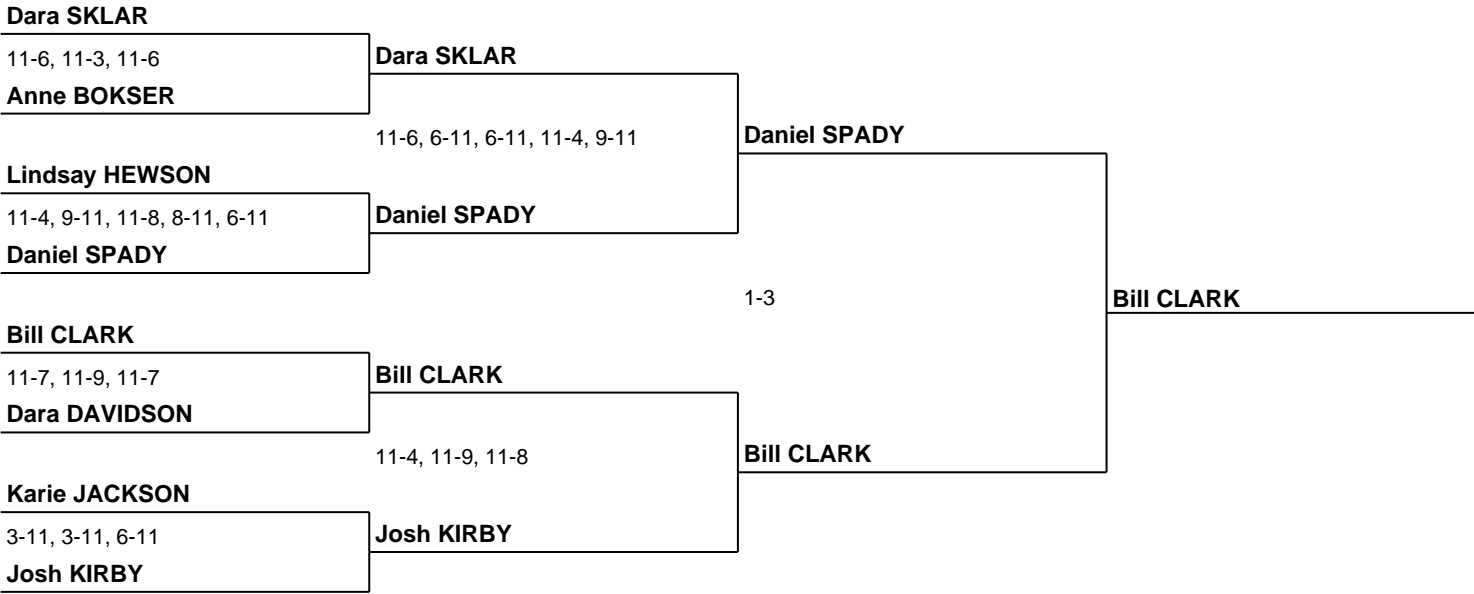 Dara SKLAR
11-6, 11-3, 11-6
Anne BOKSER
Lindsay HEWSON
11-4, 9-11, 11-8, 8-11, 6-11
Daniel SPADY
Bill CLARK
11-7, 11-9, 11-7
Dara DAVIDSON
Karie JACKSON
3-11, 3-11, 6-11
Josh KIRBY
Dara SKLAR
11-6, 6-11, 6-11, 11-4, 9-11
Daniel SPADY
Bill CLARK
11-4, 11-9, 11-8
Josh KIRBY
Daniel SPADY
1-3
Bill CLARK
Bill CLARK